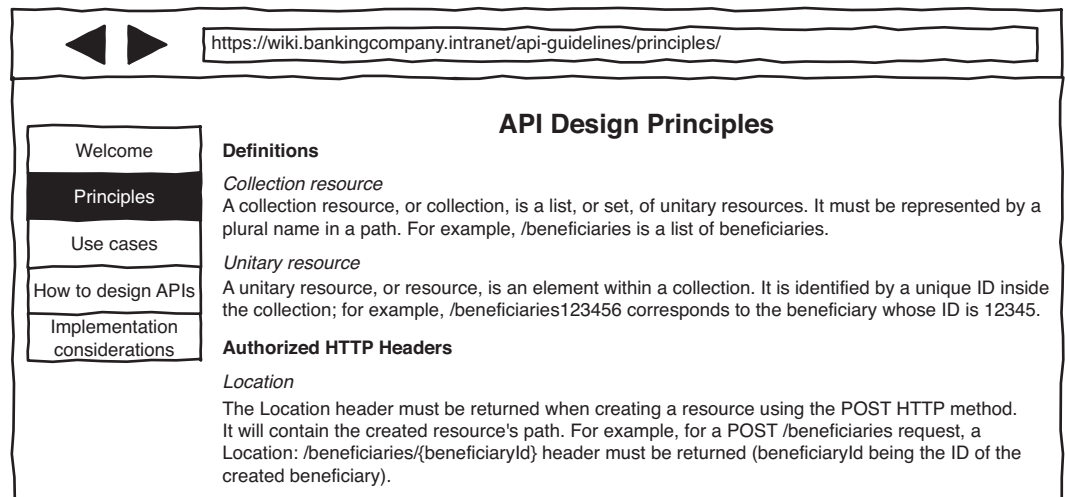 https://wiki.bankingcompany.intranet/api-guidelines/principles/
Welcome
Principles
Use cases
How to design APIs
Implementation
considerations
API Design Principles
Definitions
Collection resource
A collection resource, or collection, is a list, or set, of unitary resources. It must be represented by a
plural name in a path. For example, /beneficiaries is a list of beneficiaries.
Unitary resource
A unitary resource, or resource, is an element within a collection. It is identified by a unique ID inside
the collection; for example, /beneficiaries123456 corresponds to the beneficiary whose ID is 12345.
Authorized HTTP Headers
Location
The Location header must be returned when creating a resource using the POST HTTP method.
It will contain the created resource's path. For example, for a POST /beneficiaries request, a
Location: /beneficiaries/{beneficiaryId} header must be returned (beneficiaryId being the ID of the
created beneficiary).